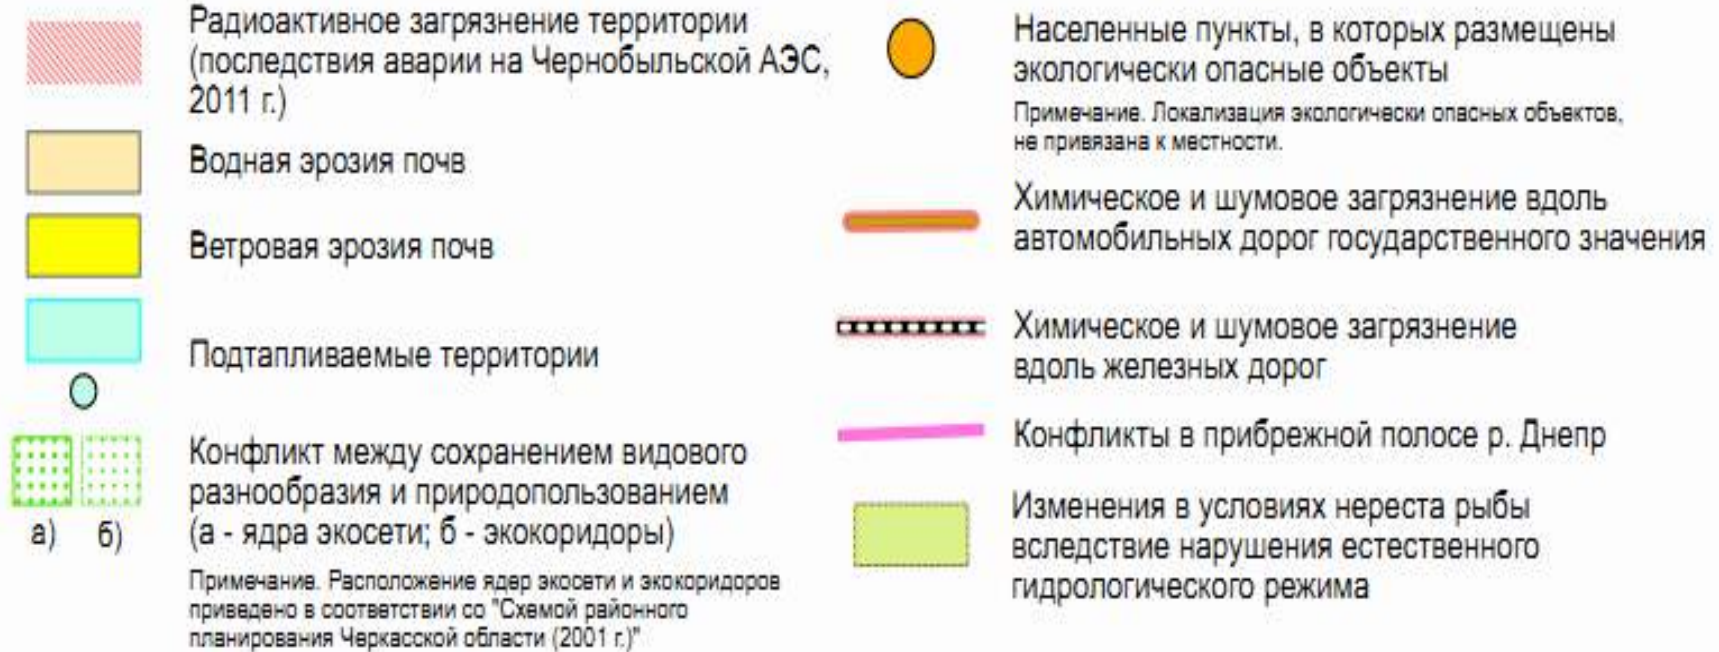 Радиоактивное загрязнение территории
(последствия аварии на Чернобыльской АЭС,
2011 г.)
Водная эрозия почв
Ветровая эрозия почв
Подтапливаемые территории
а) б)
Конфликт между сохранением видового
разнообразия и природопользованием
(а - ядра экосети; б - экокоридоры)
Примечание. Расположение ядер экосети и экокоридоров
приведено в соответствии со "Схемой районного
планирования Черкасской области (2001 г.)"
Населенные пункты, в которых размещены
экологически опасные объекты
Примечание. Локализация экологически опасных объектов,
не привязана к местности.
Химическое и шумовое загрязнение вдоль
автомобильных дорог государственного значения
Химическое и шумовое загрязнение
вдоль железных дорог
Конфликты в прибрежной полосе р. Днепр
Изменения в условиях нереста рыбы
вследствие нарушения естественного
гидрологического режима